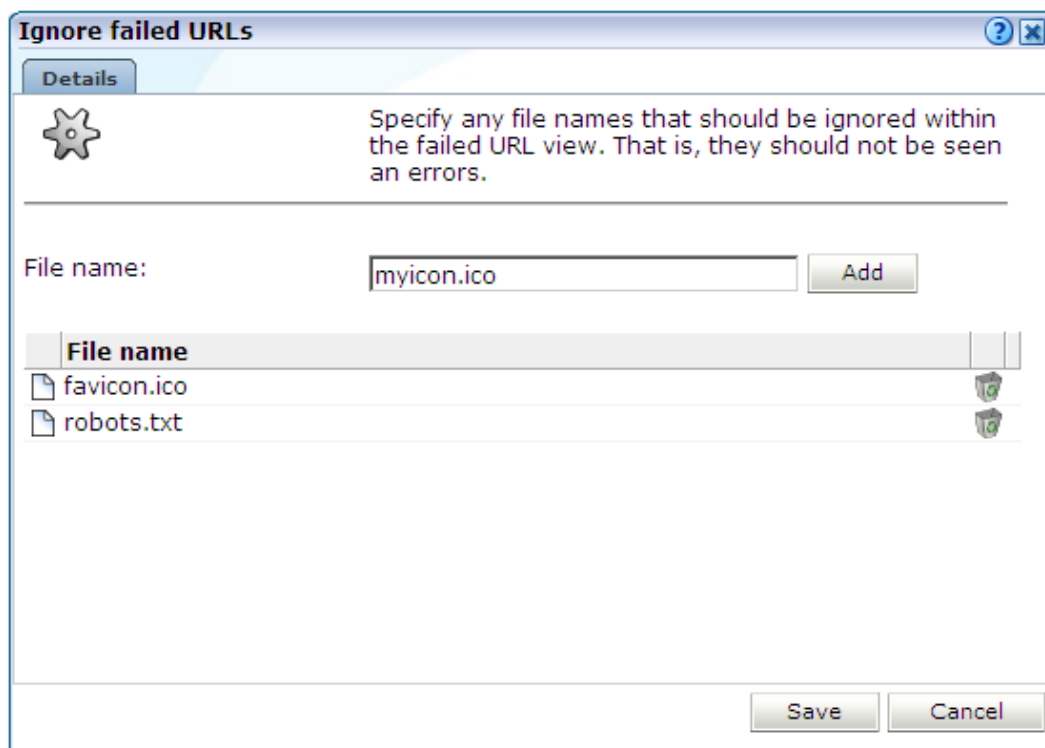 Ignore failed URLs
Details
Specify any file names that should be ignored within
the failed URL view. That is, they should not be seen
an errors.
File name:
myicon.ico
Add
File name
favicon.ico
robots.txt
Save
Cancel